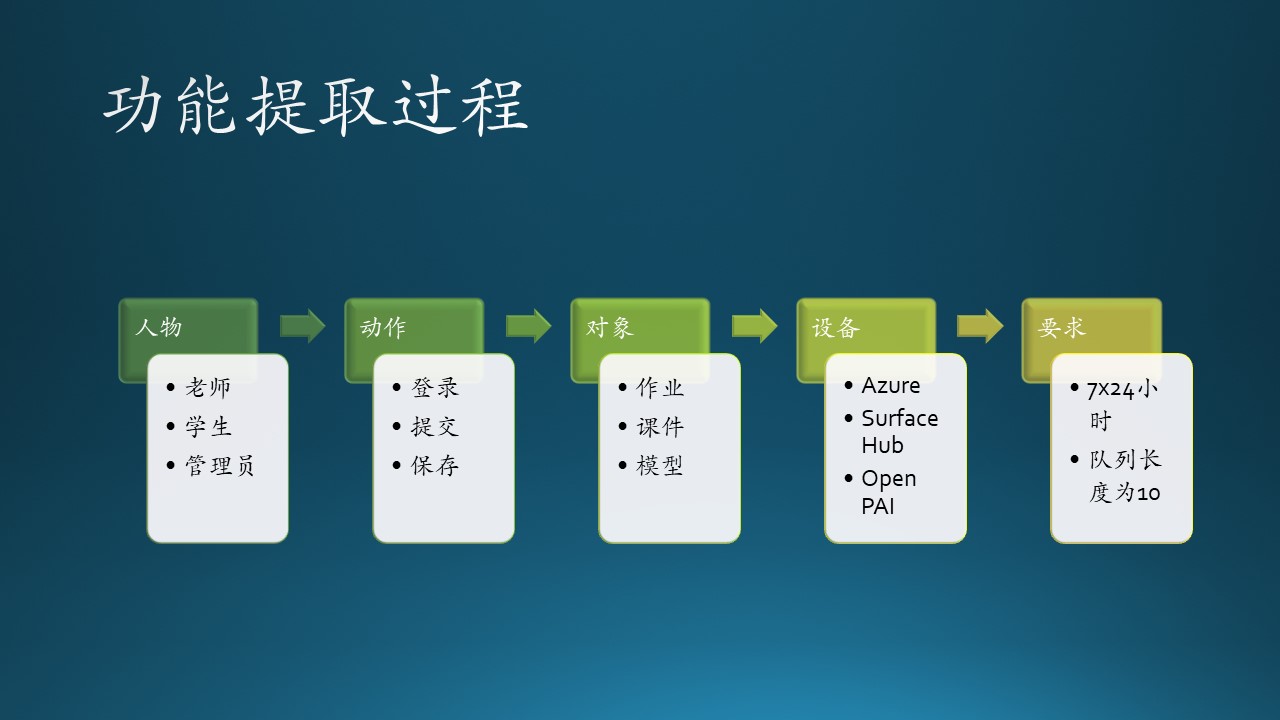 功能提取过程
人物
• 老师
• 学生
• 管理员
动作
• 登录
• 提交
• 保存
对象
• 作业
• 课件
• 模型
设备
• Azure
• Surface
Hub
• Open
PAI
要求
• 7x24小
时
• 队列长
度为10